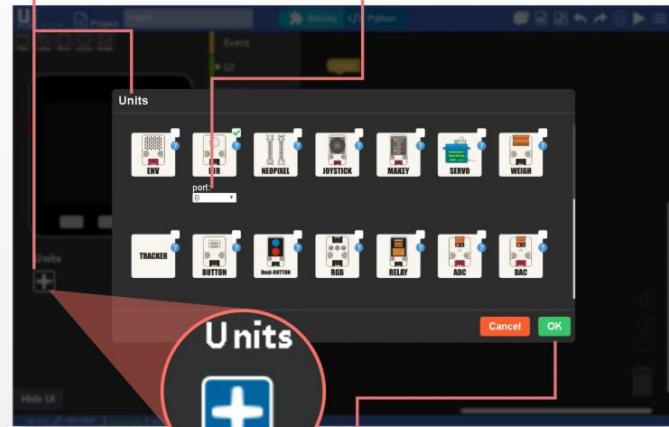 Project
Blockly </> Python
Event
UI
Units
ENV
NEOPIXEL
JOYSTICK
MAKEY
SERVO
WEIGH
port:
B
TRACKER
BUTTON
Dual-BUTTON
RGB
RELAY
ADC
DAC
Units
Cancel
OK
Units
Hide UI